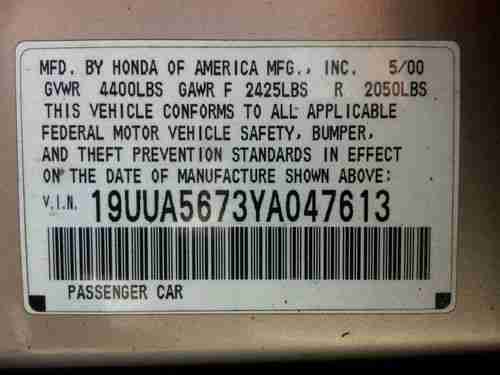 MFD. BY HONDA OF AMERICA MFG., INC. 5/00
GVWR 4400LBS GAWR F 2425LBS R 2050LBS
THIS VEHICLE CONFORMS TO ALL APPLICABLE
FEDERAL MOTOR VEHICLE SAFETY, BUMPER,
AND THEFT PREVENTION STANDARDS IN EFFECT
ON THE DATE OF MANUFACTURE SHOWN ABOVE:
V.I.N. 19UUA5673YA047613
PASSENGER CAR